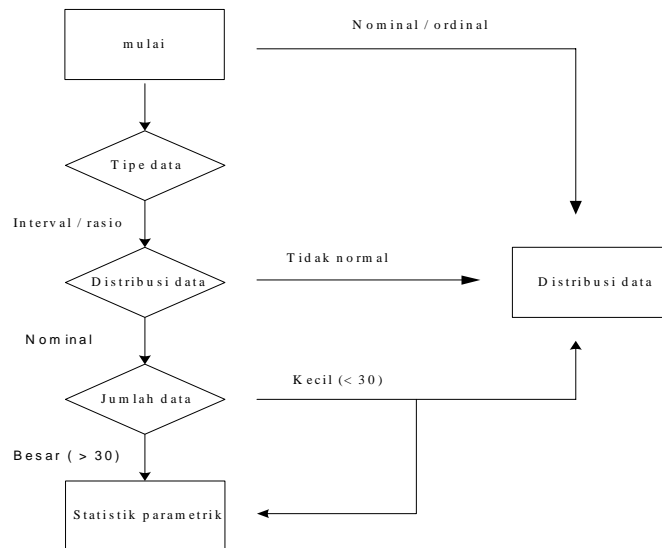 Nominal / ordinal
mulai
Tipe data
Interval / rasio
Tidak normal
Distribusi data
Distribusi data
Nominal
Kecil (< 30)
Jumlah data
Besar ( > 30)
Statistik parametrik